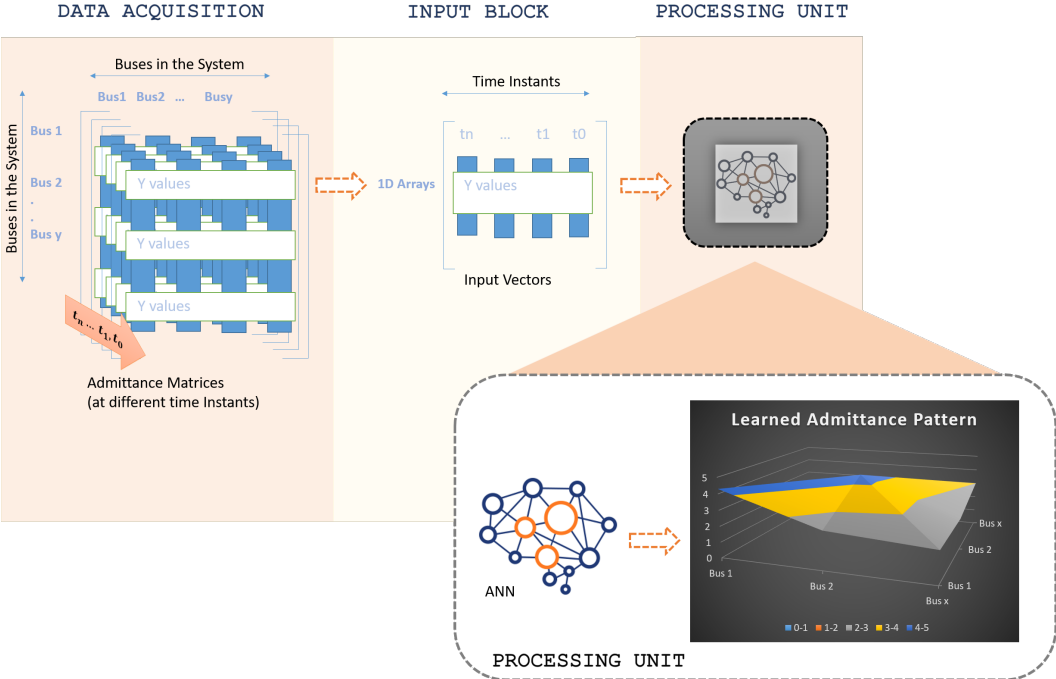 DATA ACQUISITION
INPUT BLOCK
PROCESSING UNIT
Buses in the System
Bus1 Bus2 ... Busy
Buses in the System
Bus 1
Bus 2
.
.
Bus y
Y values
Y values
Y values
tn ... t1, t0
Admittance Matrices
(at different time Instants)
Time Instants
tn ... t1 t0
1D Arrays
Y values
Input Vectors
Learned Admittance Pattern
5
4
3
2
1
0
Bus 1
Bus 2
Bus x
Bus 1
Bus 2
Bus x
0-1 1-2 2-3 3-4 4-5
ANN
PROCESSING UNIT